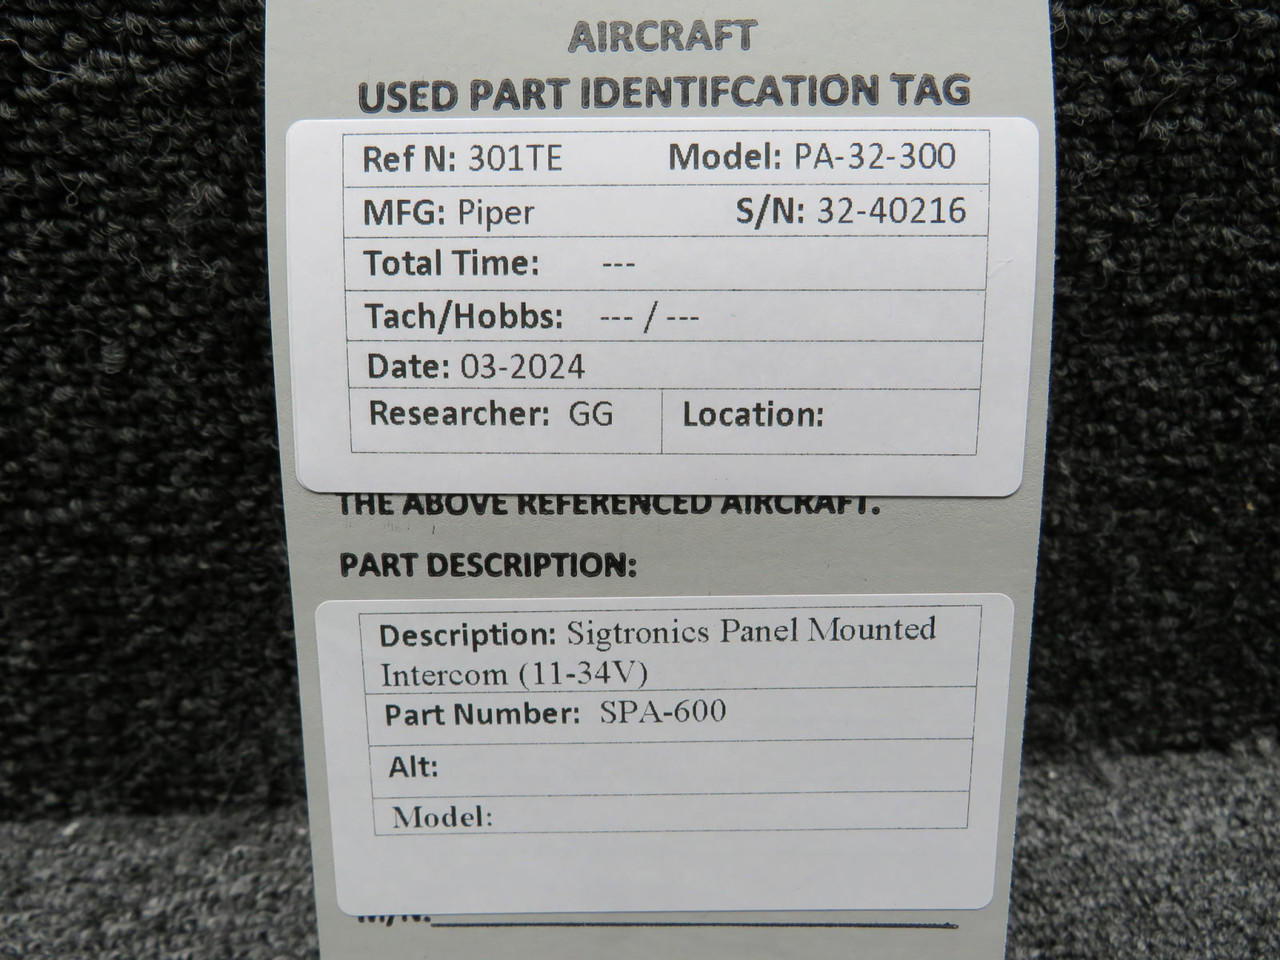 AIRCRAFT
USED PART IDENTIFCATION TAG
Ref N: 301TE Model: PA-32-300
MFG: Piper S/N: 32-40216
Total Time: ---
Tach/Hobbs: --- / ---
Date: 03-2024
Researcher: GG Location:
THE ABOVE REFERENCED AIRCRAFT.
PART DESCRIPTION:
Description: Sigtronics Panel Mounted
Intercom (11-34V)
Part Number: SPA-600
Alt:
Model:
M/N: